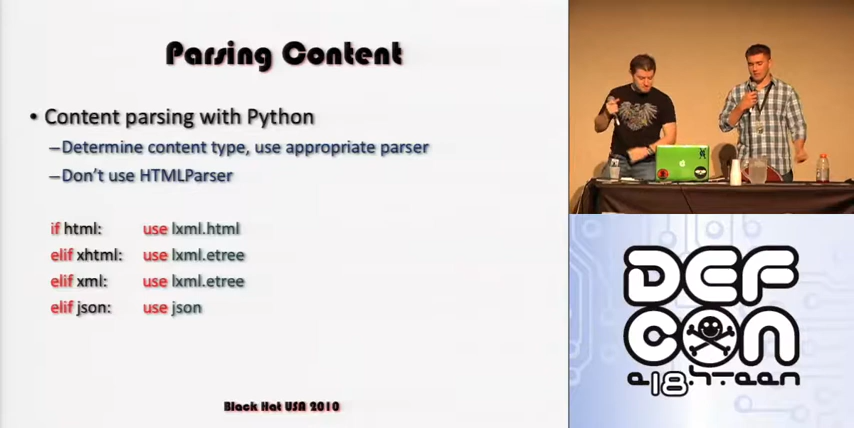 Parsing Content
• Content parsing with Python
–Determine content type, use appropriate parser
–Don't use HTMLParser
if html: use lxml.html
elif xhtml: use lxml.etree
elif xml: use lxml.etree
elif json: use json
Black Hat USA 2010
DEF
CON
e18h-teen